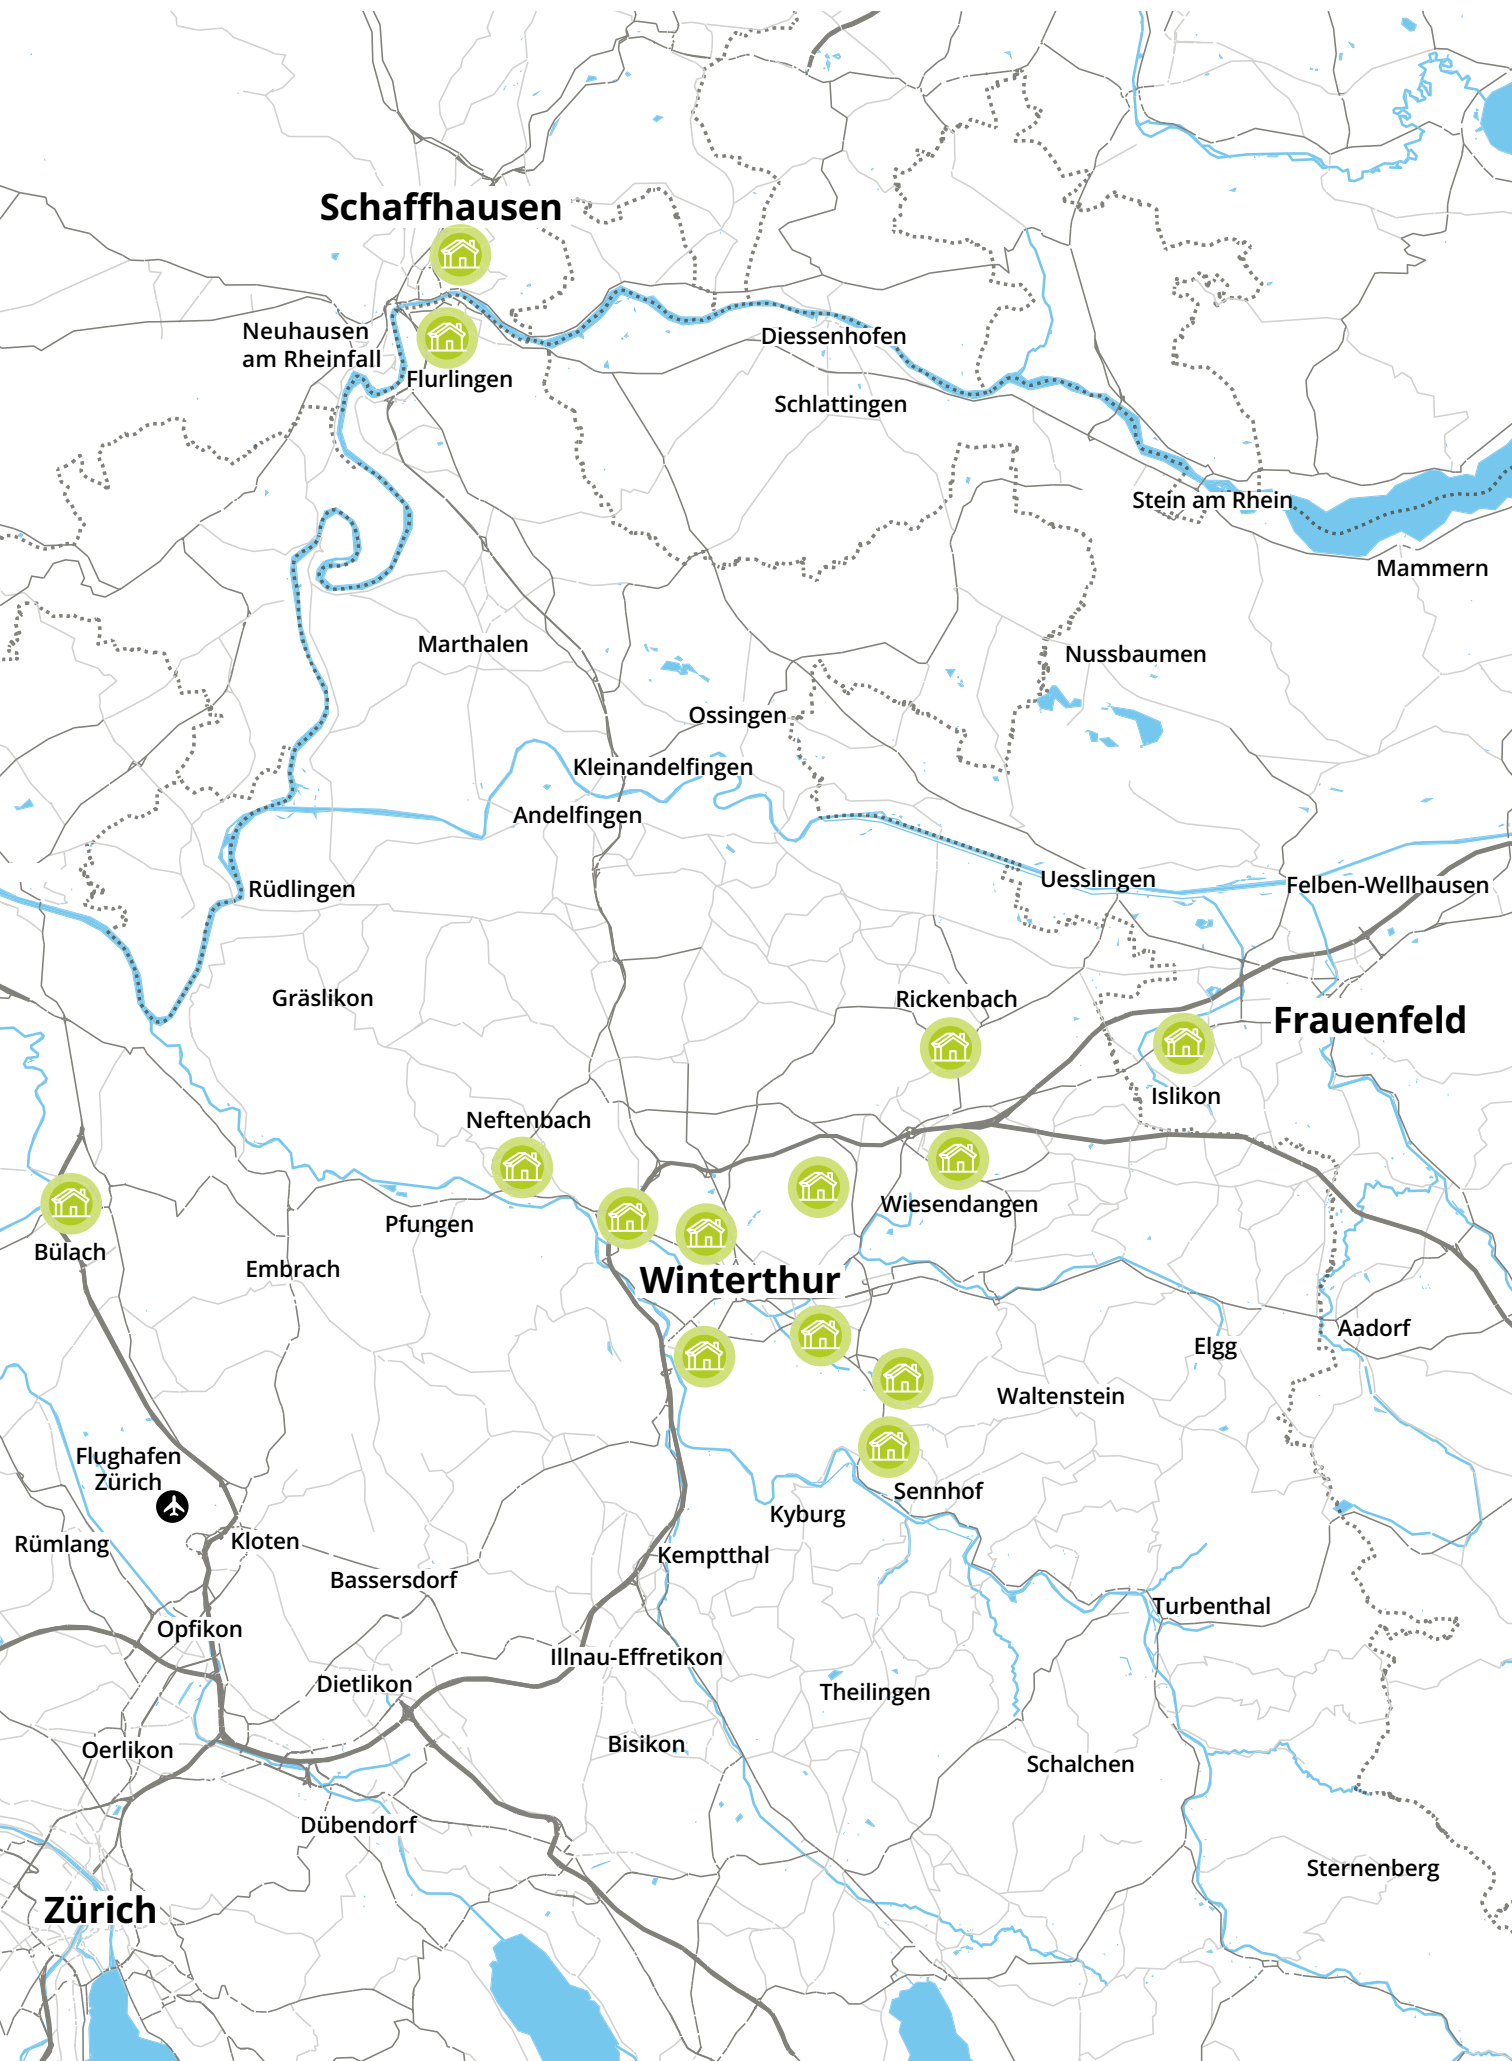 Schaffhausen
Neuhausen
am Rheinfall
Flurlingen
Diessenhofen
Schlattingen
Stein am Rhein
Mammern
Marthalen
Nussbaumen
Ossingen
Kleinandelfingen
Andelfingen
Rüdlingen
Uesslingen
Felben-Wellhausen
Gräslikon
Rickenbach
Frauenfeld
Islikon
Neftenbach
Wiesendangen
Pfungen
Bülach
Embrach
Winterthur
Aadorf
Elgg
Waltenstein
Flughafen
Zürich
Sennhof
Kyburg
Rümlang
Kloten
Kemptthal
Bassersdorf
Turbenthal
Opfikon
Illnau-Effretikon
Dietlikon
Theilingen
Bisikon
Oerlikon
Schalchen
Dübendorf
Sternenberg
Zürich